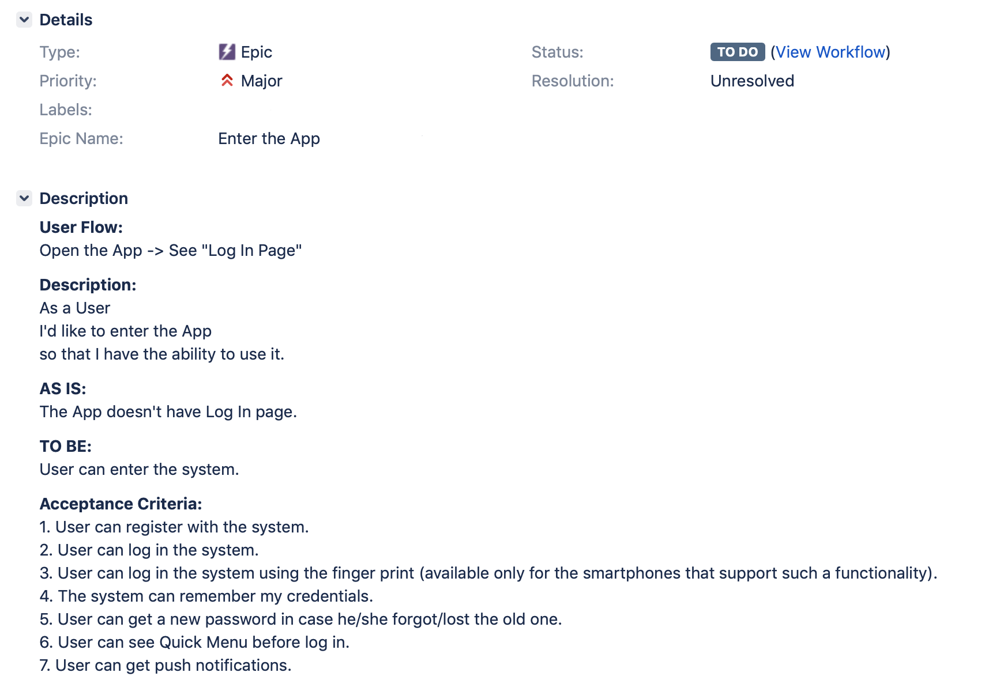 Details
Type: Epic Status: TO DO (View Workflow)
Priority: Major Resolution: Unresolved
Labels:
Epic Name: Enter the App
Description
User Flow:
Open the App -> See "Log In Page"
Description:
As a User
I'd like to enter the App
so that I have the ability to use it.
AS IS:
The App doesn't have Log In page.
TO BE:
User can enter the system.
Acceptance Criteria:
1. User can register with the system.
2. User can log in the system.
3. User can log in the system using the finger print (available only for the smartphones that support such a functionality).
4. The system can remember my credentials.
5. User can get a new password in case he/she forgot/lost the old one.
6. User can see Quick Menu before log in.
7. User can get push notifications.